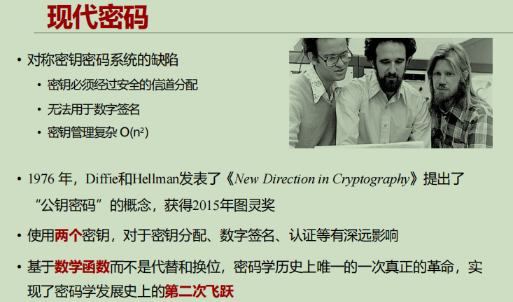 现代密码
• 对称密钥密码系统的缺陷
• 密钥必须经过安全的信道分配
• 无法用于数字签名
• 密钥管理复杂 O(n²)
• 1976 年，Diffie和Hellman发表了《New Direction in Cryptography》提出了
“公钥密码”的概念，获得2015年图灵奖
• 使用两个密钥，对于密钥分配、数字签名、认证等有深远影响
• 基于数学函数而不是代替和换位，密码学历史上唯一的一次真正的革命，实
现了密码学发展史上的第二次飞跃